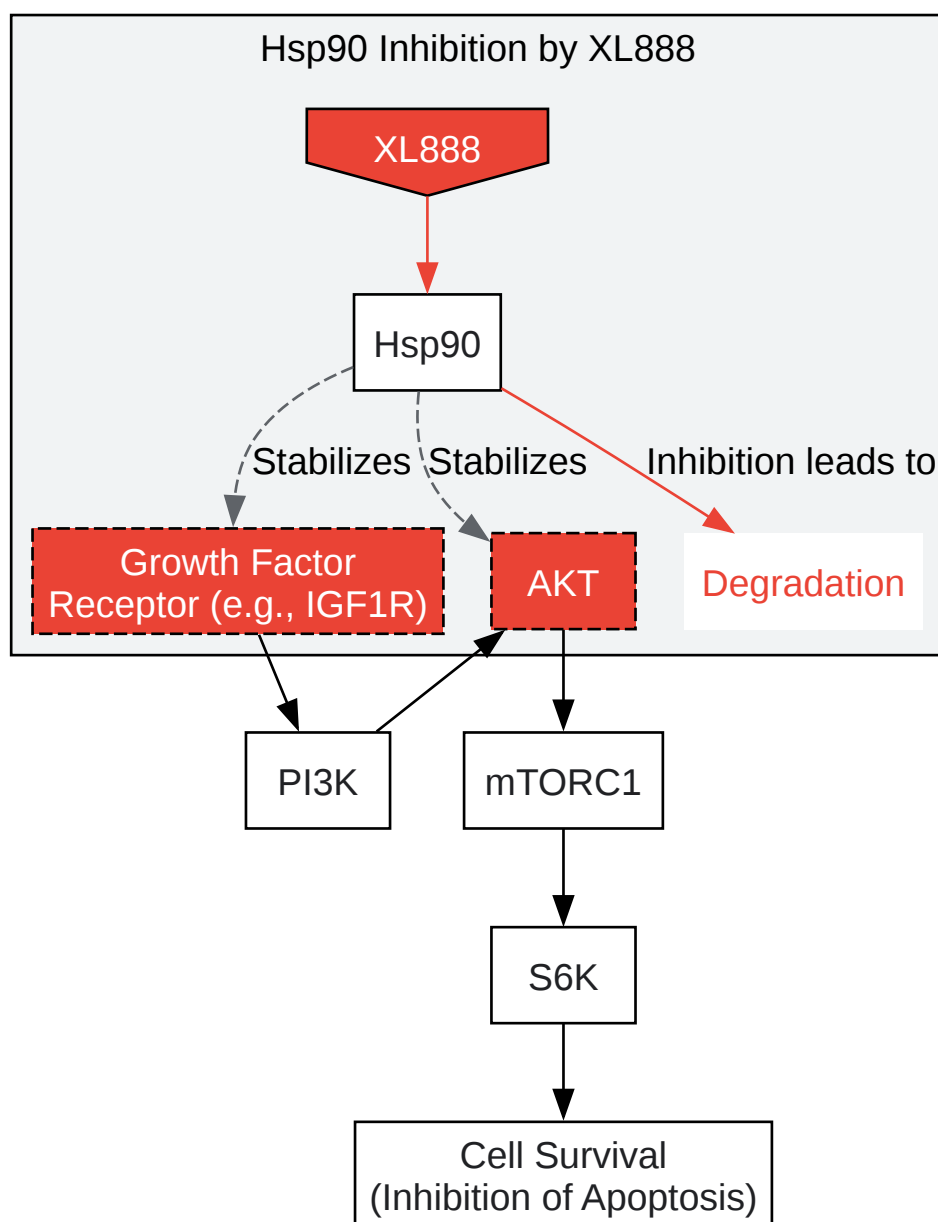 Hsp90 Inhibition by XL888
XL888
Hsp90
Stabilizes
Stabilizes
Inhibition leads to
Growth Factor
Receptor (e.g., IGF1R)
AKT
Degradation
PI3K
mTORC1
S6K
Cell Survival
(Inhibition of Apoptosis)